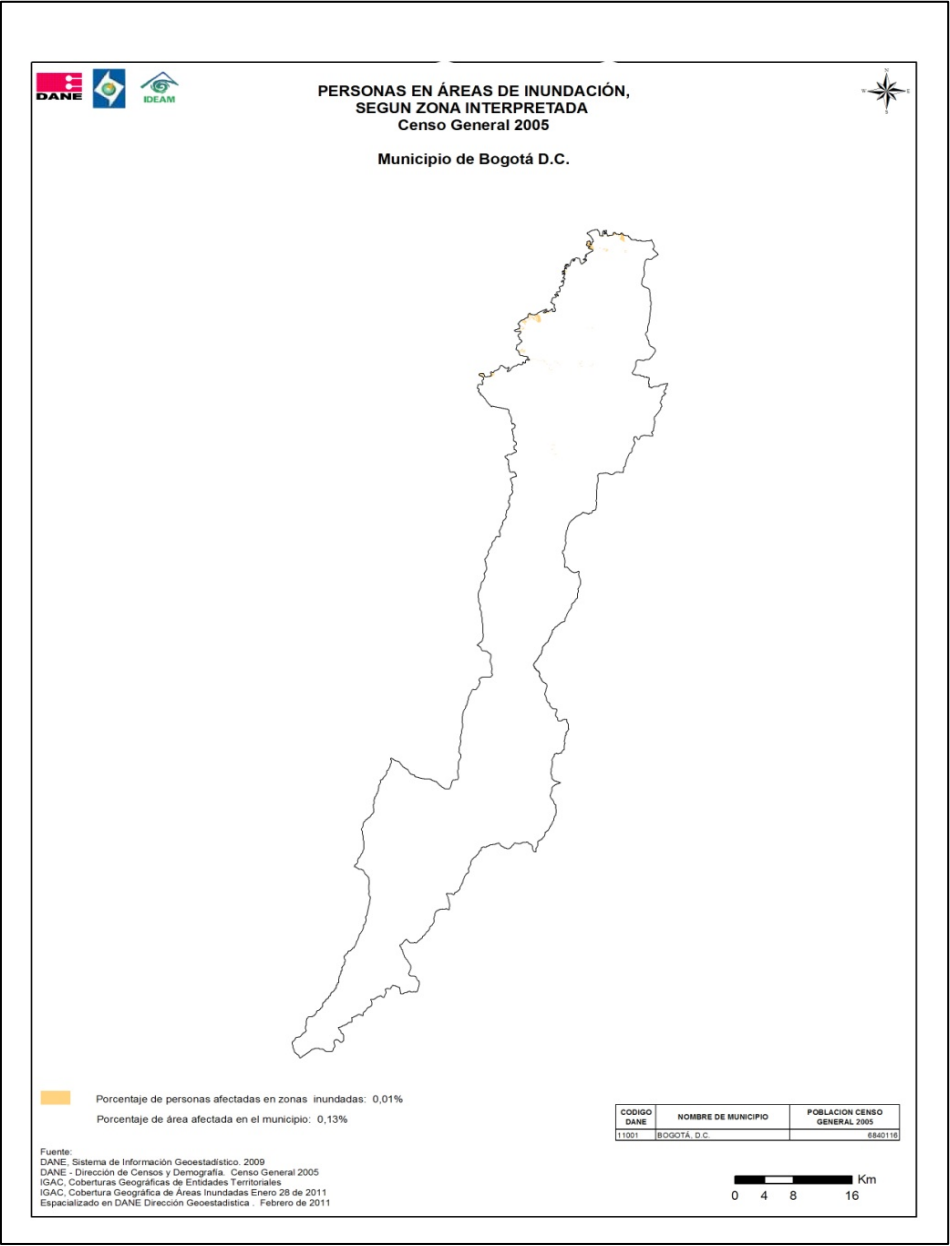 DANE
IDEAM
PERSONAS EN ÁREAS DE INUNDACIÓN,
SEGUN ZONA INTERPRETADA
Censo General 2005
Municipio de Bogotá D.C.
N
W
E
S
Porcentaje de personas afectadas en zonas inundadas: 0,01%
Porcentaje de área afectada en el municipio: 0,13%
CODIGO DANE NOMBRE DE MUNICIPIO POBLACION CENSO GENERAL 2005
11001 BOGOTÁ, D.C. 6840116
Fuente:
DANE, Sistema de Información Geoestadístico. 2009
DANE - Dirección de Censos y Demografía. Censo General 2005
IGAC, Coberturas Geográficas de Entidades Territoriales
IGAC, Cobertura Geográfica de Áreas Inundadas Enero 28 de 2011
Espacializado en DANE Dirección Geoestadistica . Febrero de 2011
Km
0 4 8 16